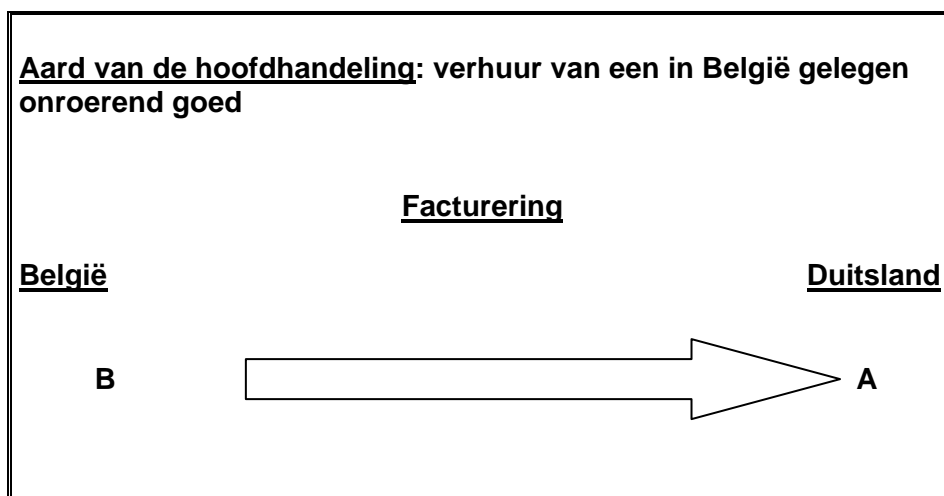 Aard van de hoofdhandeling: verhuur van een in België gelegen
onroerend goed
Facturering
België Duitsland
B A